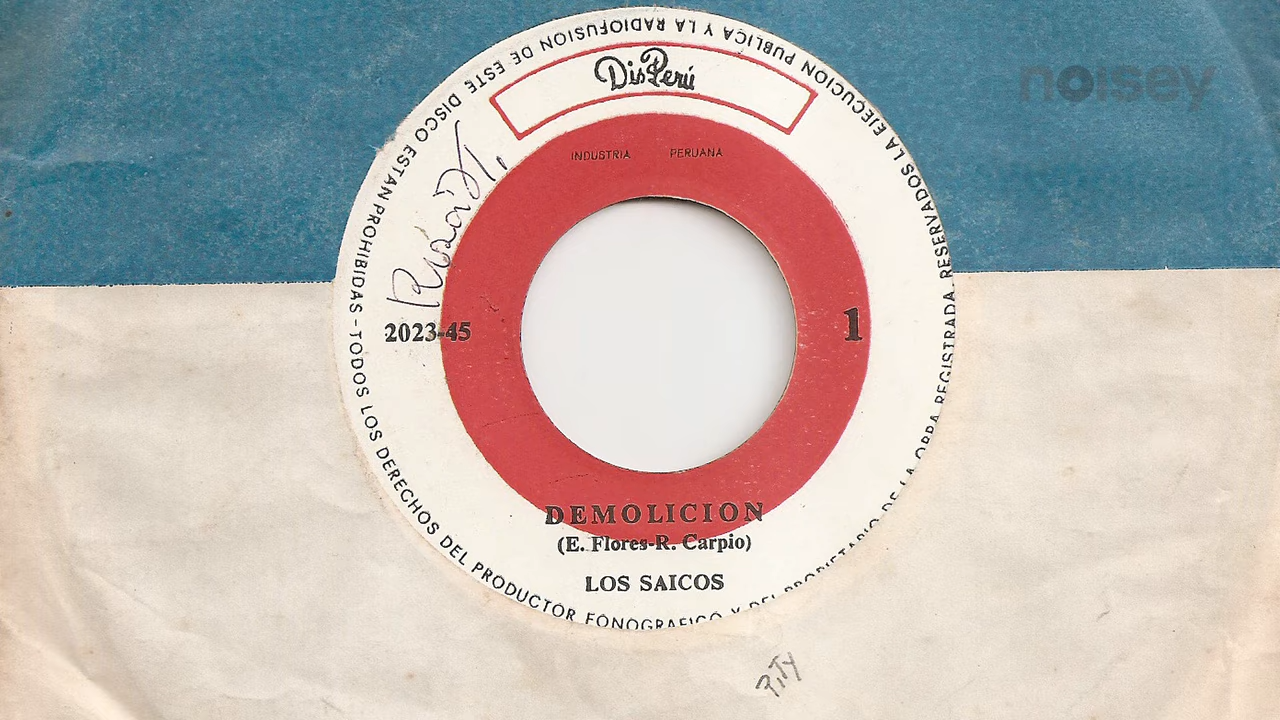 noisey
DisPerú
INDUSTRIA PERUANA
2023-45
1
DEMOLICION
(E. Flores-R. Carpio)
LOS SAICOS
TODOS LOS DERECHOS DEL PRODUCTOR FONOGRAFICO Y DEL PROPIETARIO DE LA OBRA REGISTRADA RESERVADOS LA EJECUCION PUBLICA Y LA RADIOFUSION DE ESTE DISCO ESTAN PROHIBIDAS -
PiTy